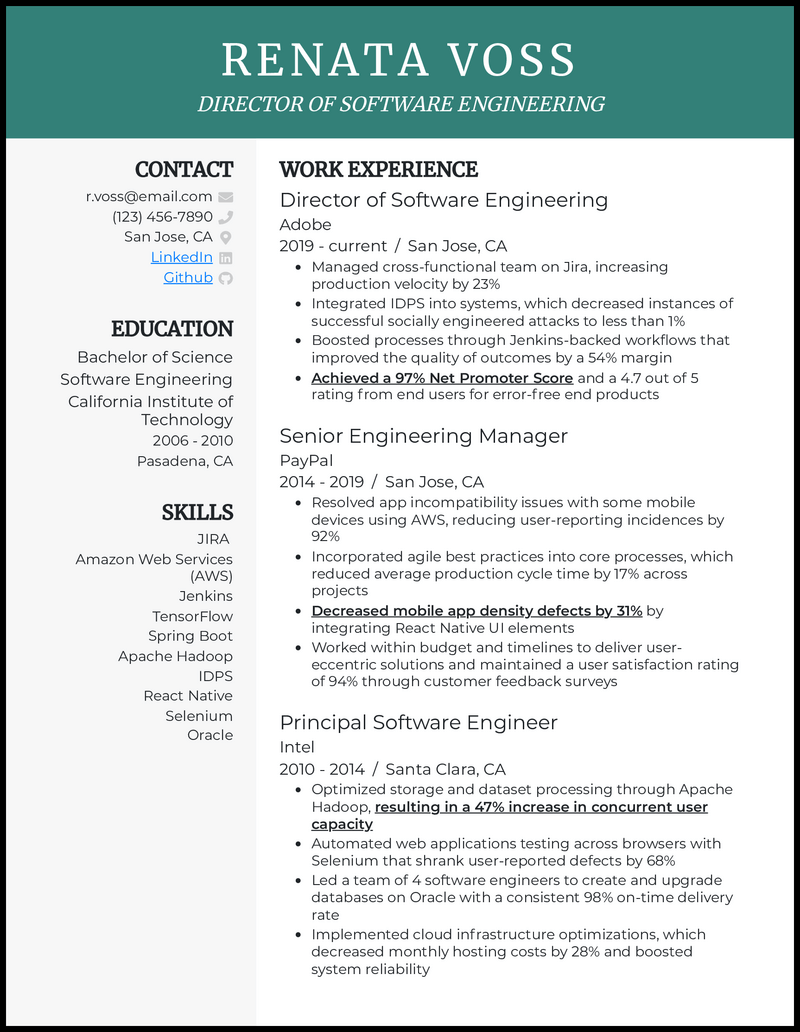 RENATA VOSS
DIRECTOR OF SOFTWARE ENGINEERING
CONTACT
r.voss@email.com
(123) 456-7890
San Jose, CA
LinkedIn
Github
EDUCATION
Bachelor of Science
Software Engineering
California Institute of
Technology
2006 - 2010
Pasadena, CA
SKILLS
JIRA
Amazon Web Services
(AWS)
Jenkins
TensorFlow
Spring Boot
Apache Hadoop
IDPS
React Native
Selenium
Oracle
WORK EXPERIENCE
Director of Software Engineering
Adobe
2019 - current / San Jose, CA
• Managed cross-functional team on Jira, increasing
production velocity by 23%
• Integrated IDPS into systems, which decreased instances of
successful socially engineered attacks to less than 1%
• Boosted processes through Jenkins-backed workflows that
improved the quality of outcomes by a 54% margin
• Achieved a 97% Net Promoter Score and a 4.7 out of 5
rating from end users for error-free end products
Senior Engineering Manager
PayPal
2014 - 2019 / San Jose, CA
• Resolved app incompatibility issues with some mobile
devices using AWS, reducing user-reporting incidences by
92%
• Incorporated agile best practices into core processes, which
reduced average production cycle time by 17% across
projects
• Decreased mobile app density defects by 31% by
integrating React Native UI elements
• Worked within budget and timelines to deliver user-
eccentric solutions and maintained a user satisfaction rating
of 94% through customer feedback surveys
Principal Software Engineer
Intel
2010 - 2014 / Santa Clara, CA
• Optimized storage and dataset processing through Apache
Hadoop, resulting in a 47% increase in concurrent user
capacity
• Automated web applications testing across browsers with
Selenium that shrank user-reported defects by 68%
• Led a team of 4 software engineers to create and upgrade
databases on Oracle with a consistent 98% on-time delivery
rate
• Implemented cloud infrastructure optimizations, which
decreased monthly hosting costs by 28% and boosted
system reliability